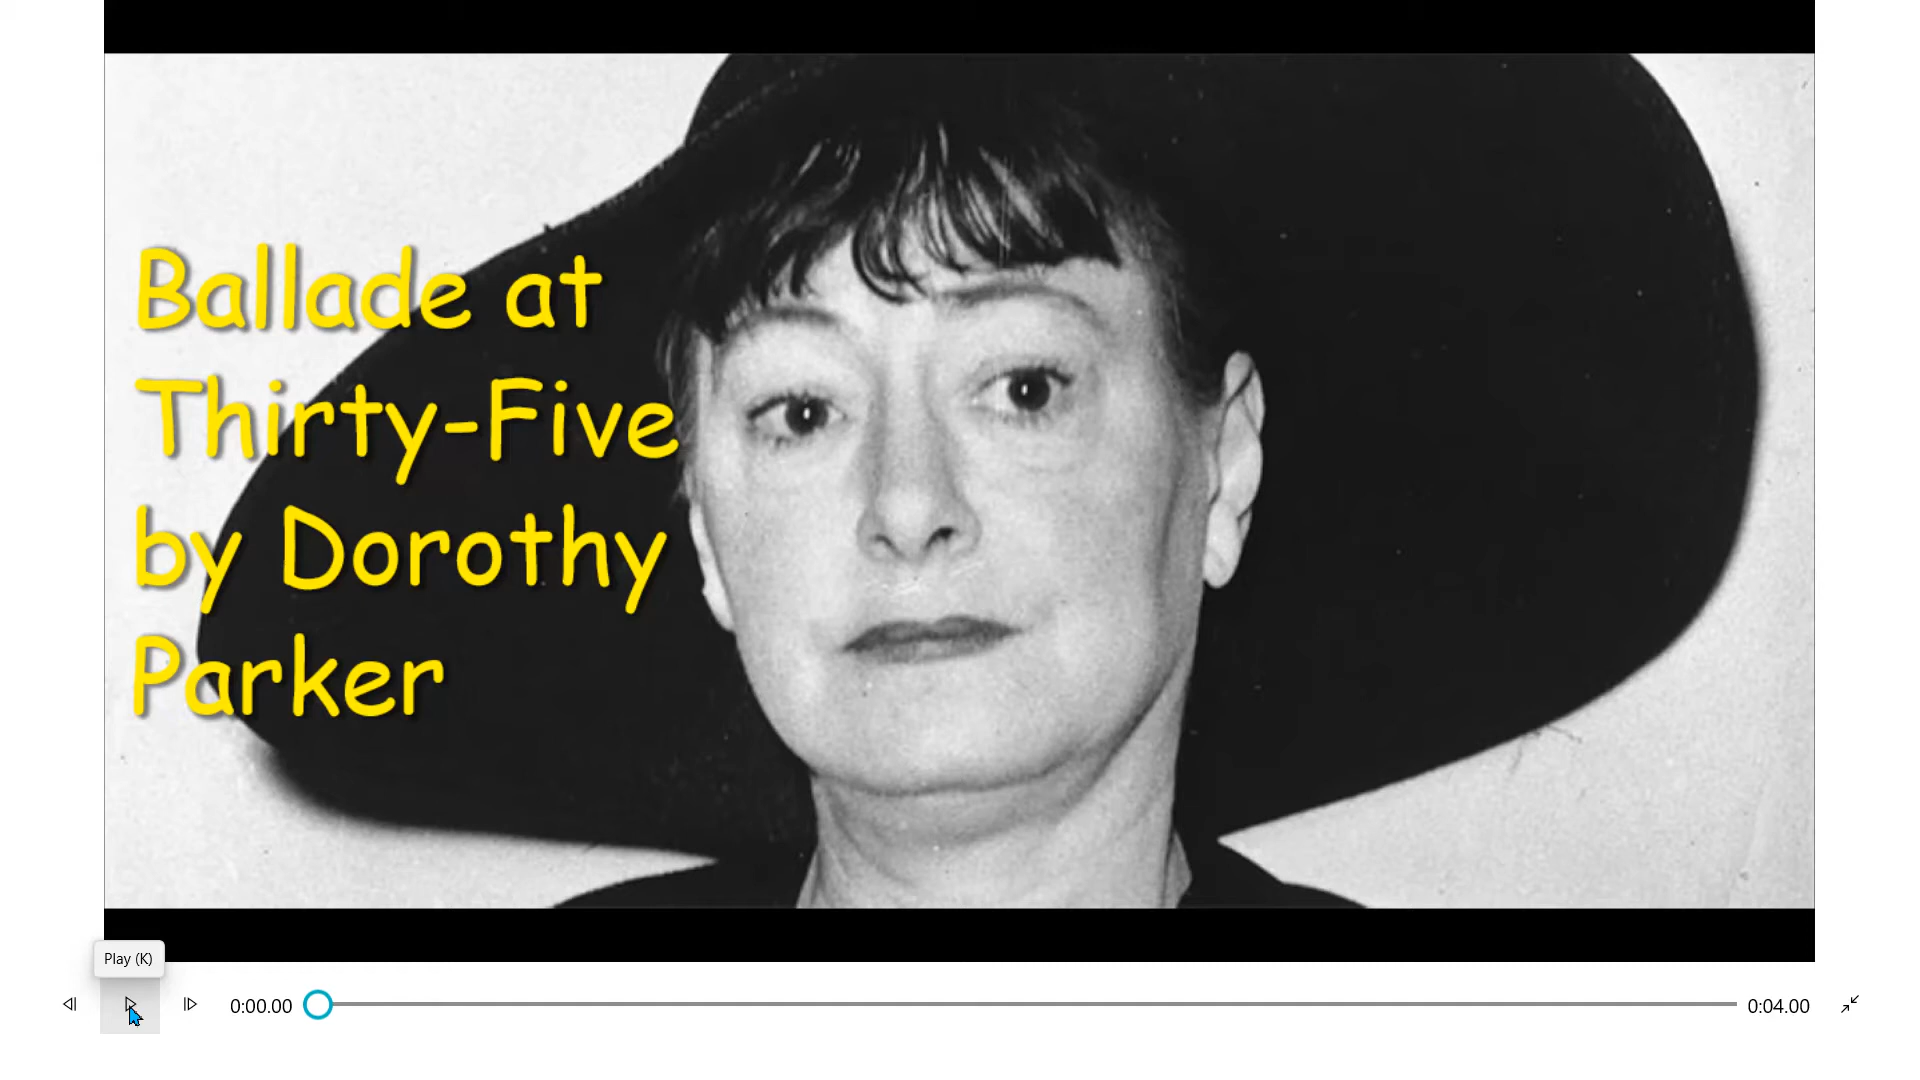 Ballade at
Thirty-Five
by Dorothy
Parker
Play (K)
0:00.00
0:04.00